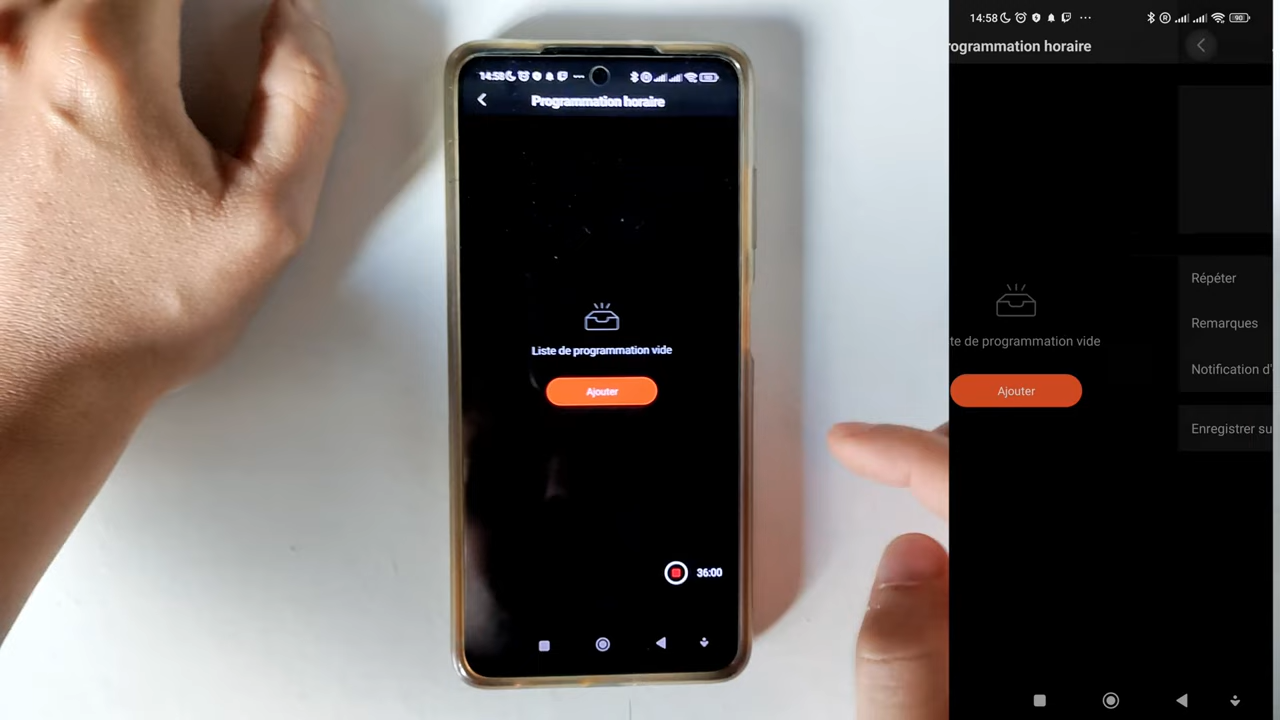 14:58
Programmation horaire
Liste de programmation vide
Ajouter
36:00
14:58
90
rogrammation horaire
te de programmation vide
Ajouter
Répéter
Remarques
Notification d'
Enregistrer su